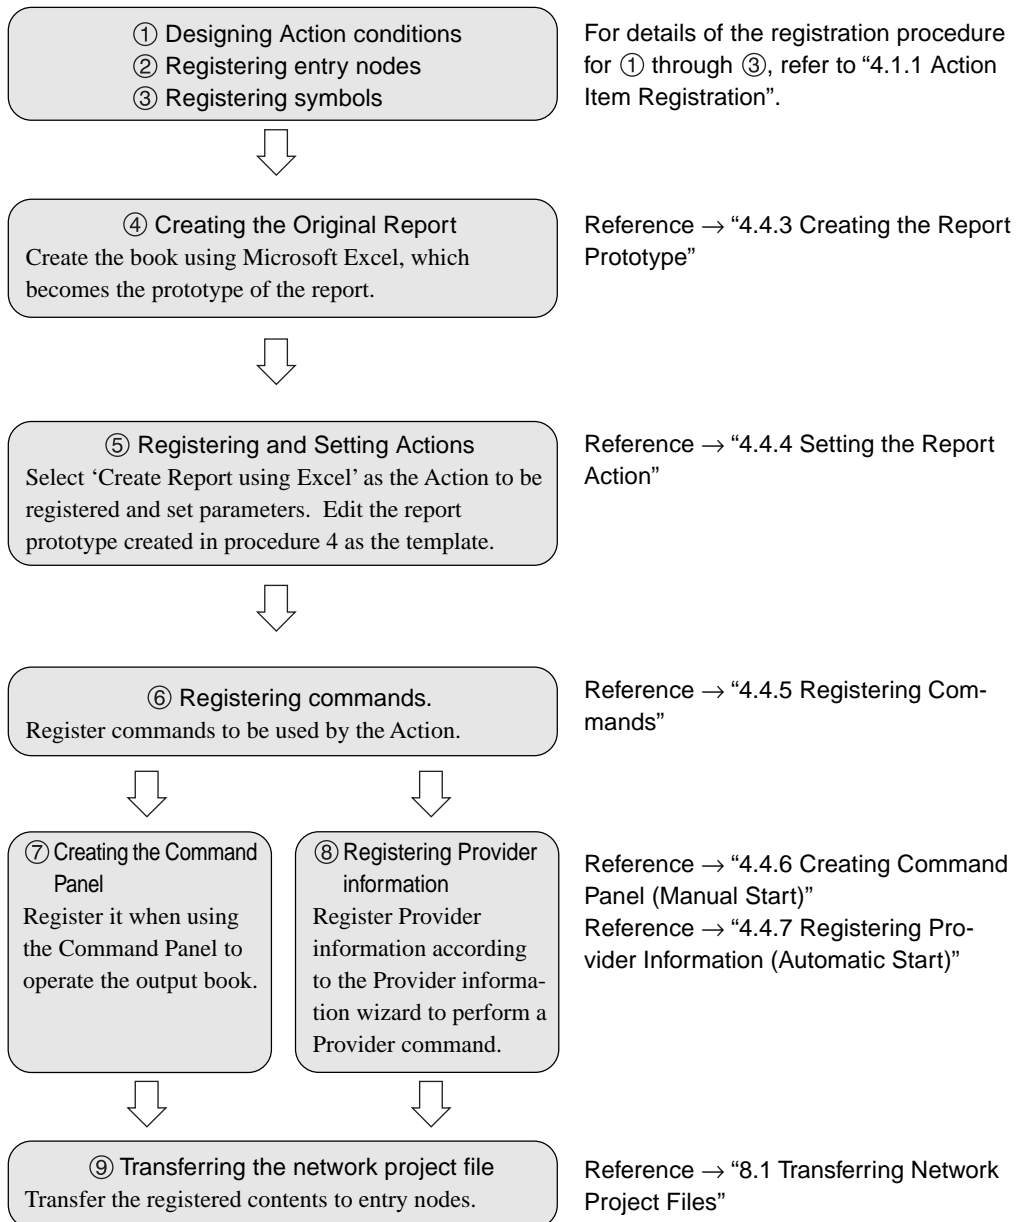 ① Designing Action conditions
② Registering entry nodes
③ Registering symbols
For details of the registration procedure
for ① through ③, refer to “4.1.1 Action
Item Registration”.
④ Creating the Original Report
Create the book using Microsoft Excel, which
becomes the prototype of the report.
Reference → “4.4.3 Creating the Report
Prototype”
⑤ Registering and Setting Actions
Select ‘Create Report using Excel’ as the Action to be
registered and set parameters.  Edit the report
prototype created in procedure 4 as the template.
Reference → “4.4.4 Setting the Report
Action”
⑥ Registering commands.
Register commands to be used by the Action.
Reference → “4.4.5 Registering Com-
mands”
⑦ Creating the Command
Panel
Register it when using
the Command Panel to
operate the output book.
⑧ Registering Provider
information
Register Provider
information according
to the Provider informa-
tion wizard to perform a
Provider command.
Reference → “4.4.6 Creating Command
Panel (Manual Start)”
Reference → “4.4.7 Registering Pro-
vider Information (Automatic Start)”
⑨ Transferring the network project file
Transfer the registered contents to entry nodes.
Reference → “8.1 Transferring Network
Project Files”